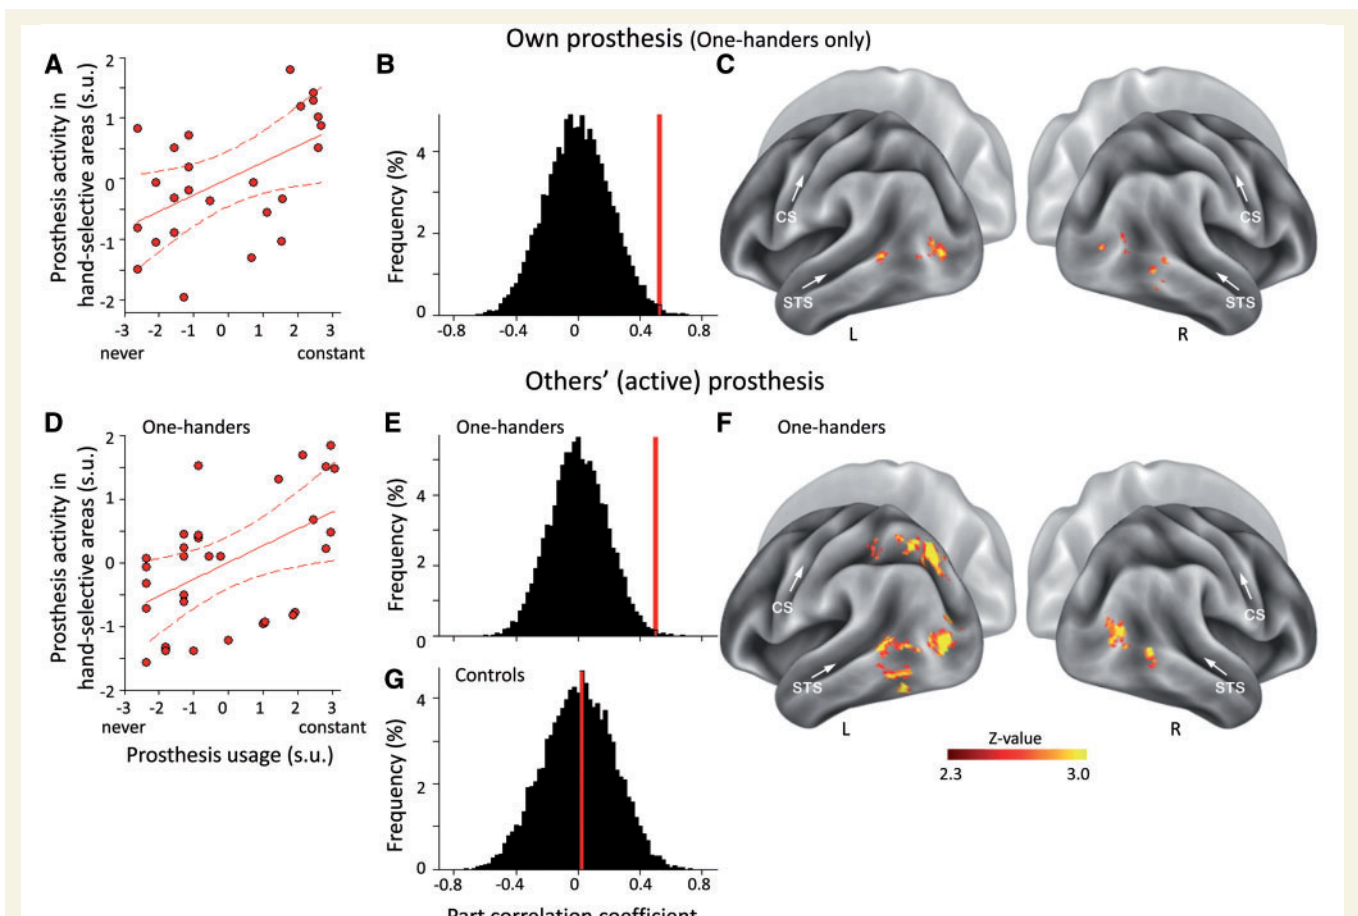 Own prosthesis (One-handers only)
A
Prosthesis activity in
hand-selective areas (s.u.)
2
1
0
-1
-2
-3 -2 -1 0 1 2 3
never constant
B
Frequency (%)
4
2
0
-0.8 -0.4 0 0.4 0.8
C
CS
STS
L
CS
STS
R
Others’ (active) prosthesis
D
One-handers
Prosthesis activity in
hand-selective areas (s.u.)
2
1
0
-1
-2
-3 -2 -1 0 1 2 3
never constant
Prosthesis usage (s.u.)
E
One-handers
Frequency (%)
4
2
0
F
One-handers
CS
STS
L
CS
STS
R
Z-value
2.3 3.0
G
Controls
Frequency (%)
4
2
0
-0.8 -0.4 0 0.4 0.8
Part correlation coefficient